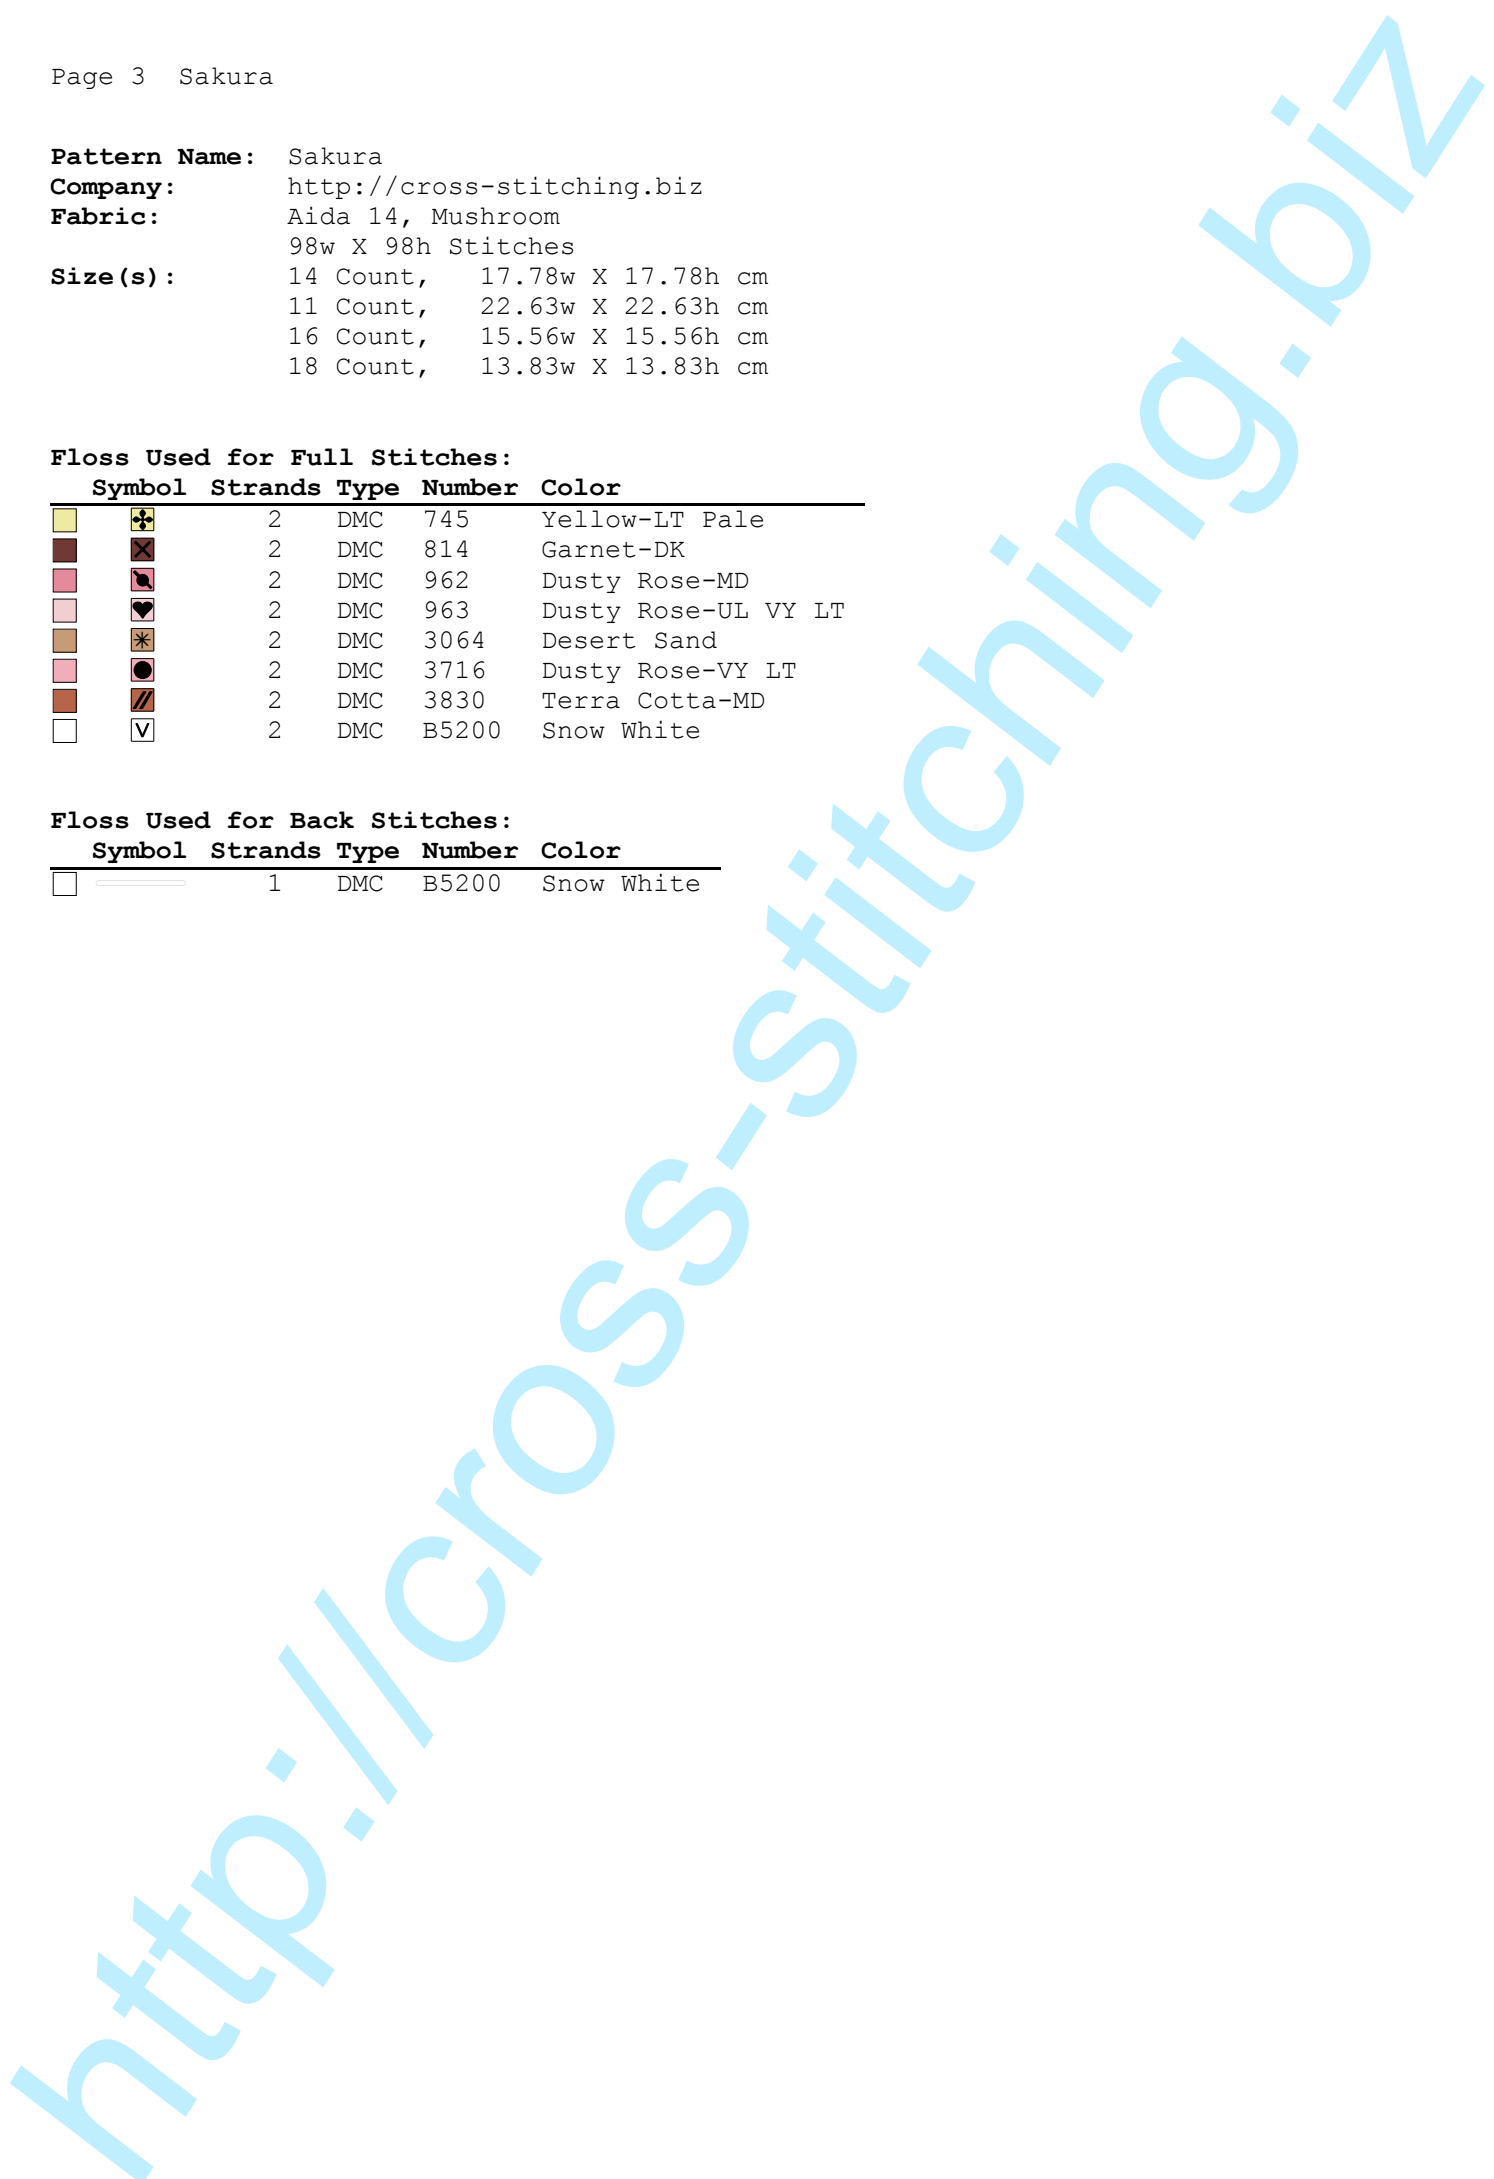 Page 3  Sakura
Pattern Name:  Sakura
Company:  http://cross-stitching.biz
Fabric:  Aida 14, Mushroom
98w X 98h Stitches
Size(s):  14 Count,  17.78w X 17.78h cm
11 Count,  22.63w X 22.63h cm
16 Count,  15.56w X 15.56h cm
18 Count,  13.83w X 13.83h cm
Floss Used for Full Stitches:
Symbol Strands Type Number Color
2 DMC 745 Yellow-LT Pale
2 DMC 814 Garnet-DK
2 DMC 962 Dusty Rose-MD
2 DMC 963 Dusty Rose-UL VY LT
2 DMC 3064 Desert Sand
2 DMC 3716 Dusty Rose-VY LT
2 DMC 3830 Terra Cotta-MD
V 2 DMC B5200 Snow White
Floss Used for Back Stitches:
Symbol Strands Type Number Color
1 DMC B5200 Snow White
http://cross-stitching.biz